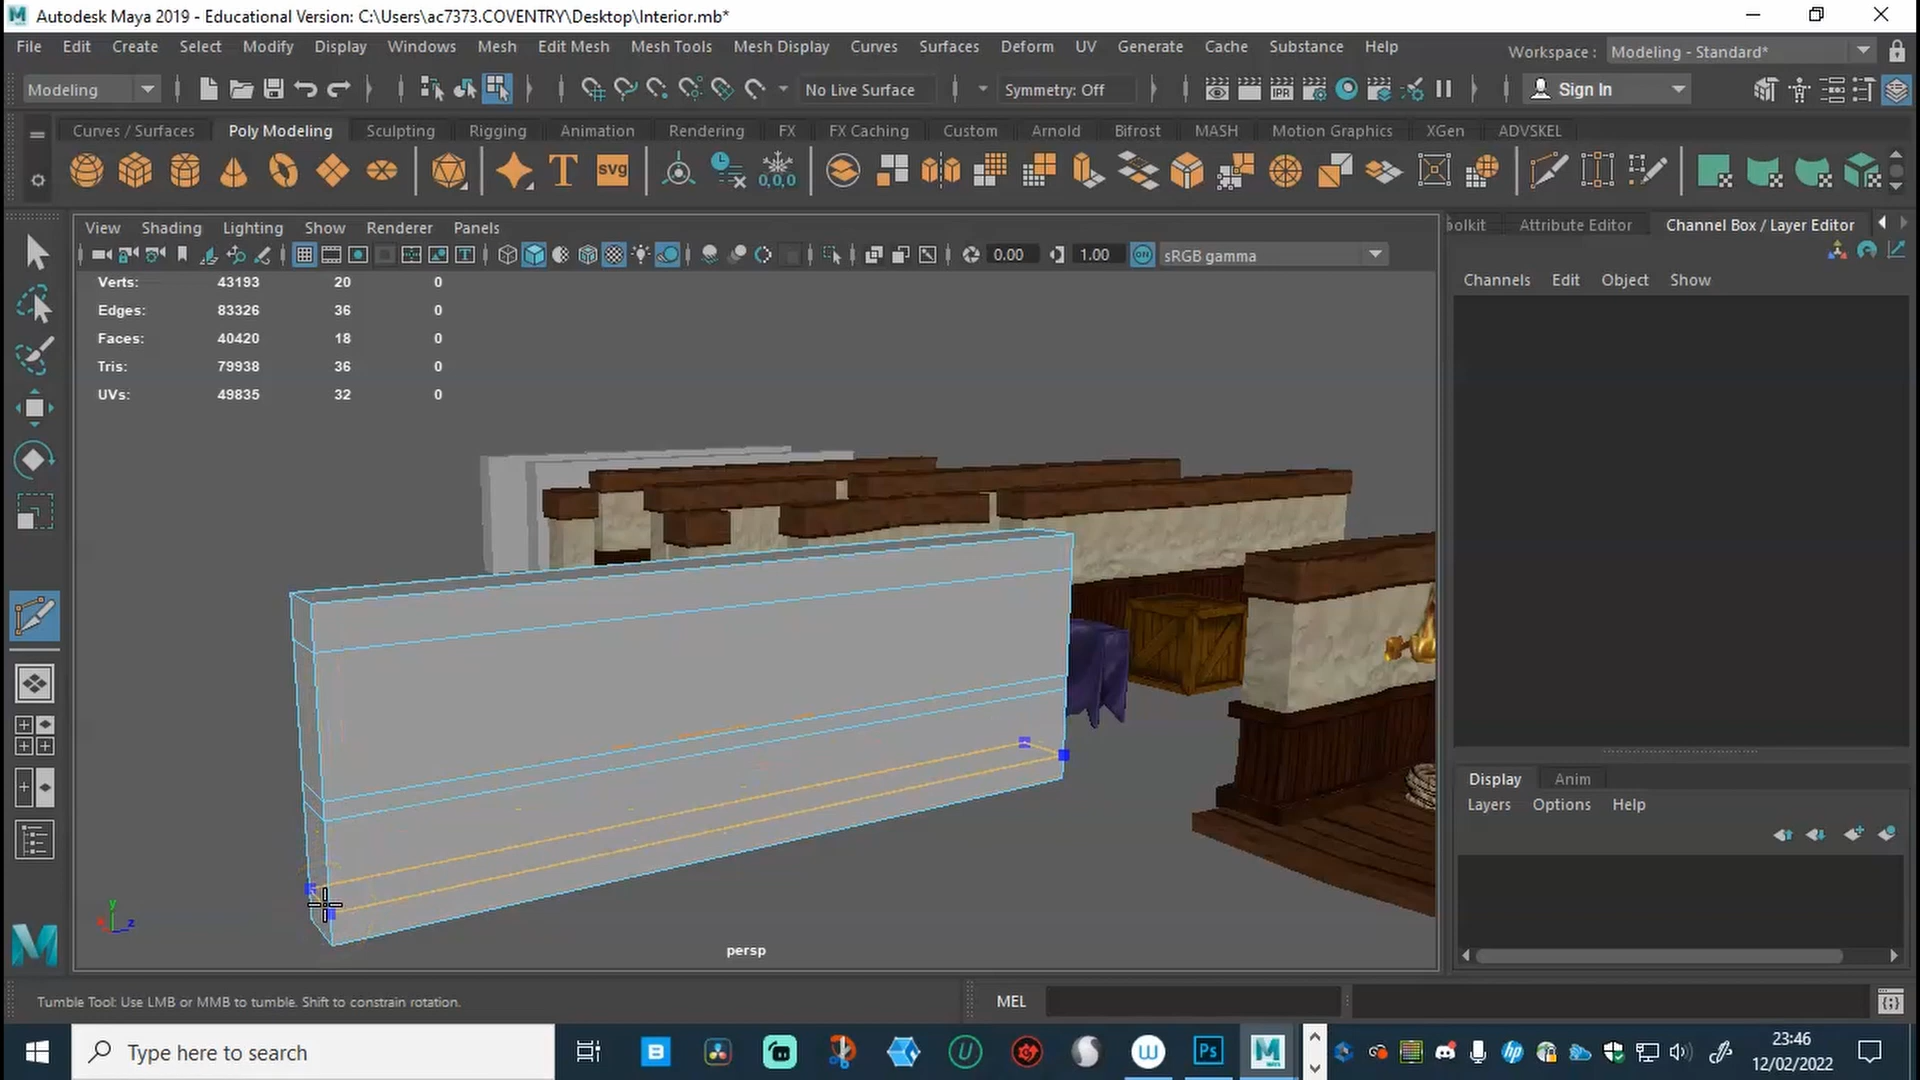 Autodesk Maya 2019 - Educational Version: C:\Users\ac7373.COVENTRY\Desktop\Interior.mb*
File Edit Create Select Modify Display Windows Mesh Edit Mesh Mesh Tools Mesh Display Curves Surfaces Deform UV Generate Cache Substance Help Workspace : Modeling - Standard*
Modeling No Live Surface Symmetry: Off IPR Sign In
Curves / Surfaces Poly Modeling Sculpting Rigging Animation Rendering FX FX Caching Custom Arnold Bifrost MASH Motion Graphics XGen ADVSKEL
T SVG 0,0,0
View Shading Lighting Show Renderer Panels oolkit Attribute Editor Channel Box / Layer Editor
0.00 1.00 ON sRGB gamma
Channels Edit Object Show
Verts: 43193 20 0
Edges: 83326 36 0
Faces: 40420 18 0
Tris: 79938 36 0
UVs: 49835 32 0
Display Anim
Layers Options Help
y
z
persp
Tumble Tool: Use LMB or MMB to tumble. Shift to constrain rotation. MEL
Type here to search
23:46
12/02/2022